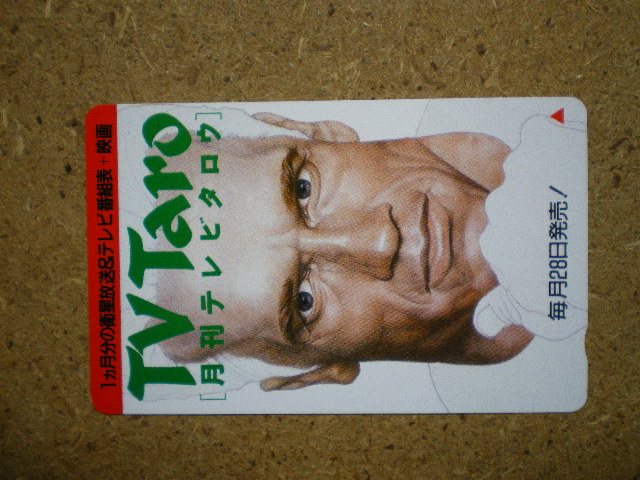 1ヵ月分の衛星放送&テレビ番組表+映画
TV Taro
[月刊テレビタロウ]
毎月28日発売!